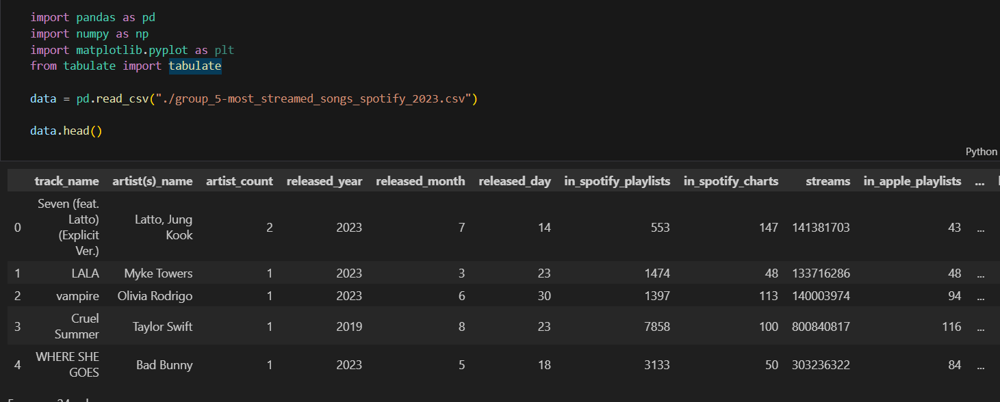 import pandas as pd
import numpy as np
import matplotlib.pyplot as plt
from tabulate import tabulate
data = pd.read_csv("./group_5-most_streamed_songs_spotify_2023.csv")
data.head()
Python
track_name artist(s)_name artist_count released_year released_month released_day in_spotify_playlists in_spotify_charts streams in_apple_playlists ...
0 Seven (feat. Latto) (Explicit Ver.) Latto, Jung Kook 2 2023 7 14 553 147 141381703 43 ...
1 LALA Myke Towers 1 2023 3 23 1474 48 133716286 48 ...
2 vampire Olivia Rodrigo 1 2023 6 30 1397 113 140003974 94 ...
3 Cruel Summer Taylor Swift 1 2019 8 23 7858 100 800840817 116 ...
4 WHERE SHE GOES Bad Bunny 1 2023 5 18 3133 50 303236322 84 ...